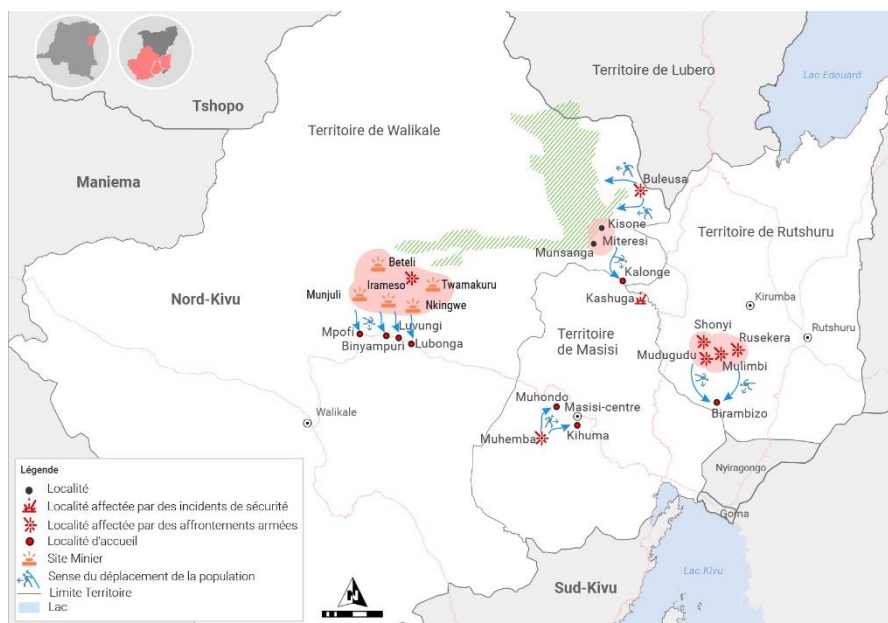 Tshopo
Territoire de Walikale
Territoire de Lubero
Lac Edouard
Maniema
Buleusa
Kisone
Miteresi
Munsanga
Territoire de Rutshuru
Beteli
Irameso
Twamakuru
Munjuli
Nkingwe
Kalonge
Nord-Kivu
Kashuga
Kirumba
Mpofi
Luvungi
Binyampuri
Lubonga
Territoire
de Masisi
Shonyi
Rusekera
Rutshuru
Mudugudu
Mulimbi
Muhondo
Masisi-centre
Birambizo
Walikale
Muhemba
Kihuma
Nyiragongo
Goma
Légende
Localité
Localité affectée par des incidents de sécurité
Localité affectée par des affrontements armées
Localité d'accueil
Site Minier
Sense du déplacement de la population
Limite Territoire
Lac
N
Sud-Kivu
Lac Kivu